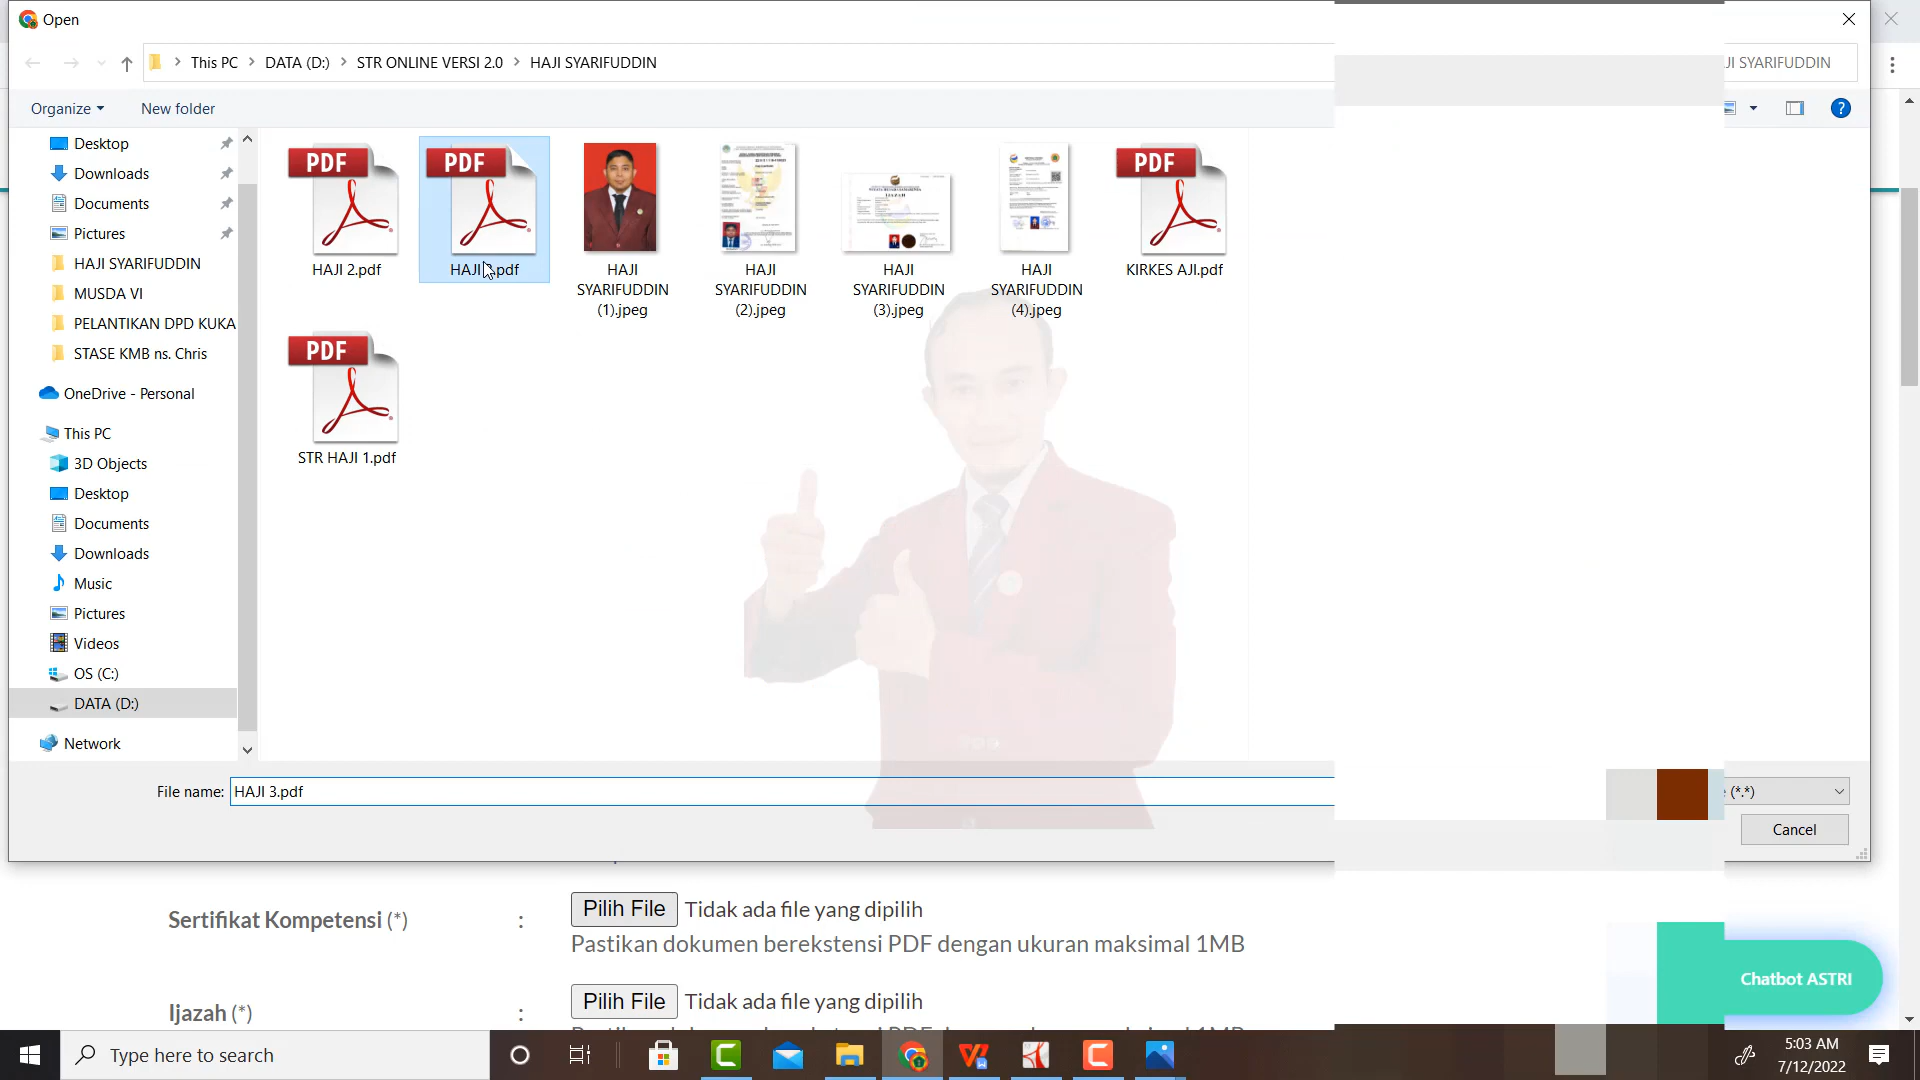 Open
This PC > DATA (D:) > STR ONLINE VERSI 2.0 > HAJI SYARIFUDDIN
JI SYARIFUDDIN
Organize
New folder
Desktop
Downloads
Documents
Pictures
HAJI SYARIFUDDIN
MUSDA VI
PELANTIKAN DPD KUKA
STASE KMB ns. Chris
OneDrive - Personal
This PC
3D Objects
Desktop
Documents
Downloads
Music
Pictures
Videos
OS (C:)
DATA (D:)
Network
PDF
HAJI 2.pdf
PDF
HAJI 3.pdf
HAJI
SYARIFUDDIN
(1).jpeg
HAJI
SYARIFUDDIN
(2).jpeg
HAJI
SYARIFUDDIN
(3).jpeg
HAJI
SYARIFUDDIN
(4).jpeg
PDF
KIRKES AJI.pdf
PDF
STR HAJI 1.pdf
File name: HAJI 3.pdf
(*.*)
Cancel
Sertifikat Kompetensi (*) : Pilih File Tidak ada file yang dipilih
Pastikan dokumen berekstensi PDF dengan ukuran maksimal 1MB
Ijazah (*) : Pilih File Tidak ada file yang dipilih
Chatbot ASTRI
Type here to search
5:03 AM
7/12/2022